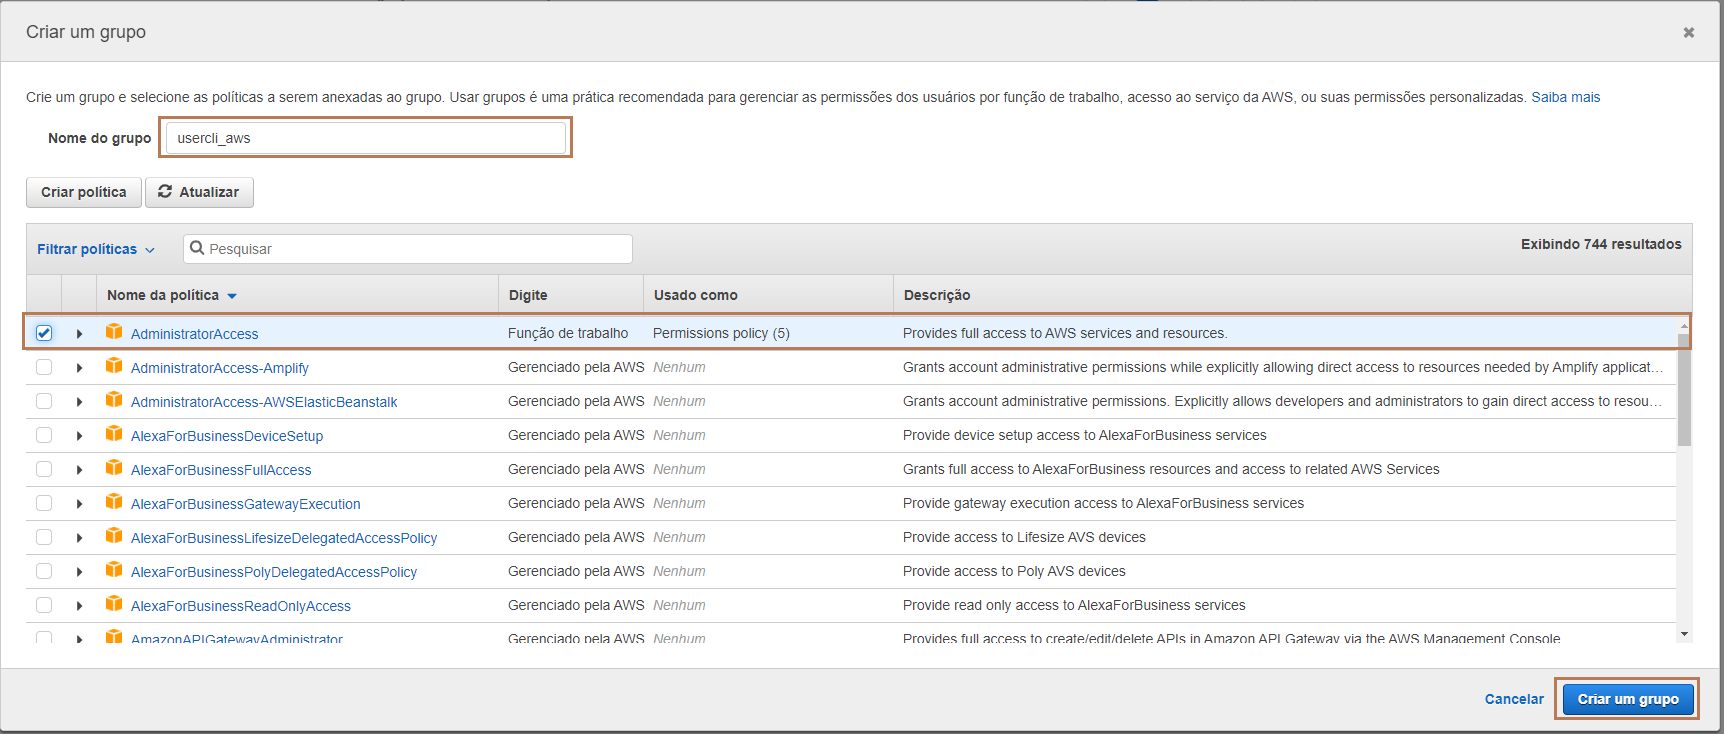 Criar um grupo
Crie um grupo e selecione as políticas a serem anexadas ao grupo. Usar grupos é uma prática recomendada para gerenciar as permissões dos usuários por função de trabalho, acesso ao serviço da AWS, ou suas permissões personalizadas. Saiba mais
Nome do grupo usercli_aws
Criar política Atualizar
Filtrar políticas Pesquisar Exibindo 744 resultados
Nome da política Digite Usado como Descrição
AdministratorAccess Função de trabalho Permissions policy (5) Provides full access to AWS services and resources.
AdministratorAccess-Amplify Gerenciado pela AWS Nenhum Grants account administrative permissions while explicitly allowing direct access to resources needed by Amplify applicat…
AdministratorAccess-AWSElasticBeanstalk Gerenciado pela AWS Nenhum Grants account administrative permissions. Explicitly allows developers and administrators to gain direct access to resou…
AlexaForBusinessDeviceSetup Gerenciado pela AWS Nenhum Provide device setup access to AlexaForBusiness services
AlexaForBusinessFullAccess Gerenciado pela AWS Nenhum Grants full access to AlexaForBusiness resources and access to related AWS Services
AlexaForBusinessGatewayExecution Gerenciado pela AWS Nenhum Provide gateway execution access to AlexaForBusiness services
AlexaForBusinessLifesizeDelegatedAccessPolicy Gerenciado pela AWS Nenhum Provide access to Lifesize AVS devices
AlexaForBusinessPolyDelegatedAccessPolicy Gerenciado pela AWS Nenhum Provide access to Poly AVS devices
AlexaForBusinessReadOnlyAccess Gerenciado pela AWS Nenhum Provide read only access to AlexaForBusiness services
AmazonAPIGatewayAdministrator Gerenciado pela AWS Nenhum Provides full access to create/edit/delete APIs in Amazon API Gateway via the AWS Management Console
Cancelar Criar um grupo